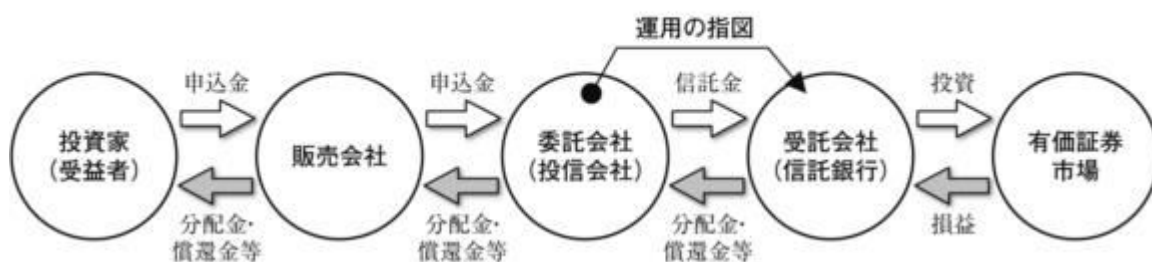 運用の指図
申込金
申込金
信託金
投資
投資家
（受益者）
販売会社
委託会社
（投信会社）
受託会社
（信託銀行）
有価証券
市場
分配金・
償還金等
分配金・
償還金等
分配金・
償還金等
損益